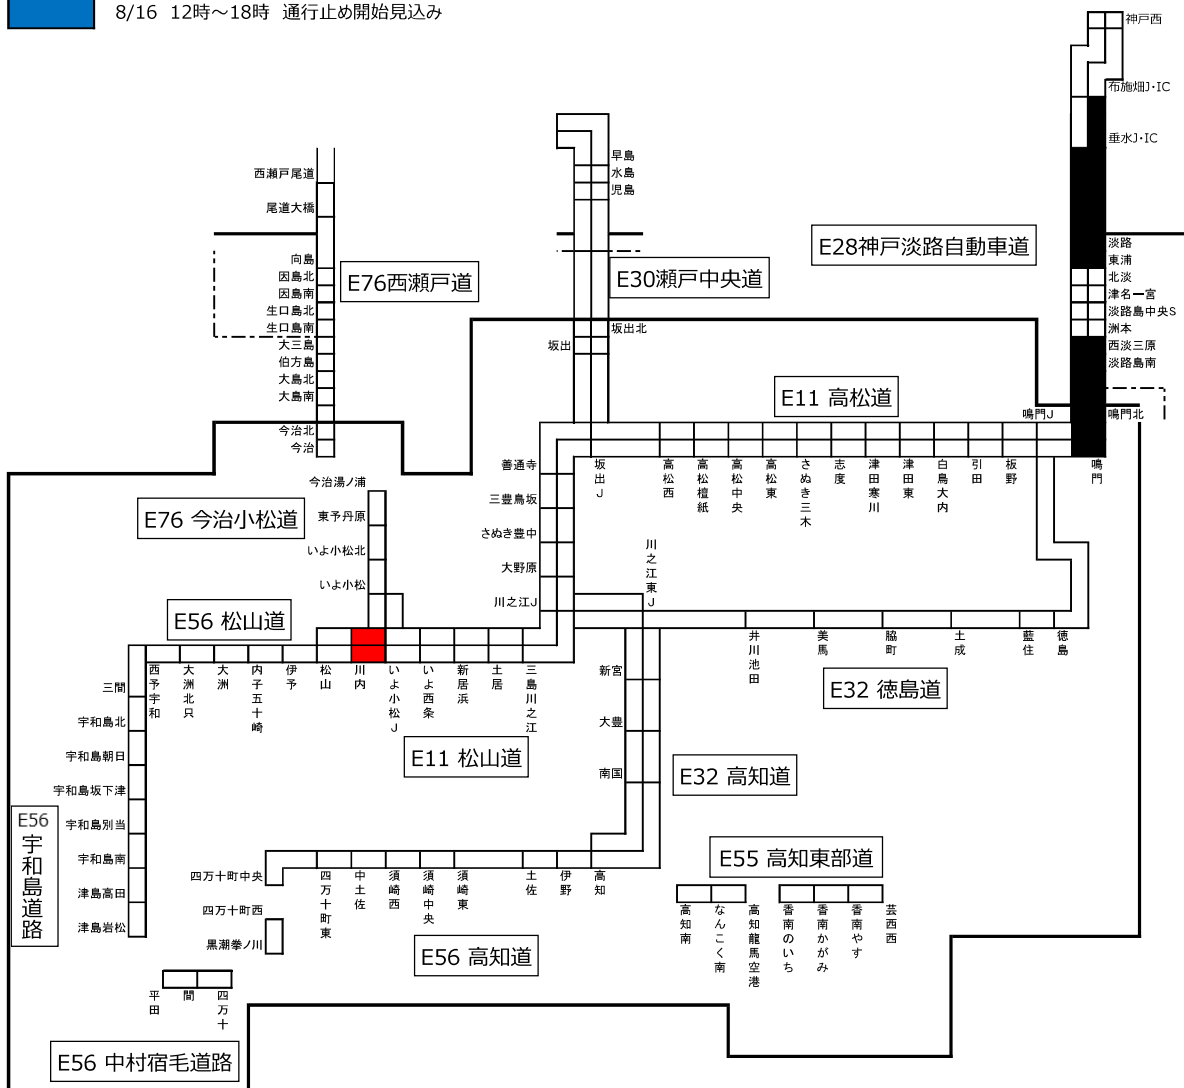 8/16 12時～18時 通行止め開始見込み
神戸西
布施畑J・IC
垂水J・IC
淡路
東浦
北淡
津名一宮
淡路島中央S
洲本
西淡三原
淡路島南
鳴門J
鳴門北
鳴門
E28神戸淡路自動車道
早島
水島
児島
E30瀬戸中央道
坂出北
坂出
西瀬戸尾道
尾道大橋
向島
因島北
因島南
生口島北
生口島南
大三島
伯方島
大島北
大島南
今治北
今治
E76西瀬戸道
E11 高松道
善通寺
三豊鳥坂
さぬき豊中
大野原
川之江J
坂出J
高松西
高松檀紙
高松中央
高松東
さぬき三木
志度
津田寒川
津田東
白鳥大内
引田
板野
今治湯ノ浦
東予丹原
いよ小松北
いよ小松
E76 今治小松道
E56 松山道
川之江東J
井川池田
美馬
脇町
土成
藍住
徳島
E32 徳島道
西予宇和
大洲北只
大洲
内子五十崎
伊予
松山
川内
いよ小松J
いよ西条
新居浜
土居
三島川之江
E11 松山道
三間
宇和島北
宇和島朝日
宇和島坂下津
宇和島別当
宇和島南
津島高田
津島岩松
E56
宇和島道路
新宮
大豊
南国
E32 高知道
四万十町中央
四万十町西
黒潮拳ノ川
四万十町東
中土佐
須崎西
須崎中央
須崎東
土佐
伊野
高知
E56 高知道
E55 高知東部道
高知南
なんこく南
高知龍馬空港
香南のいち
香南かがみ
香南やす
芸西西
平田
間
四万十
E56 中村宿毛道路